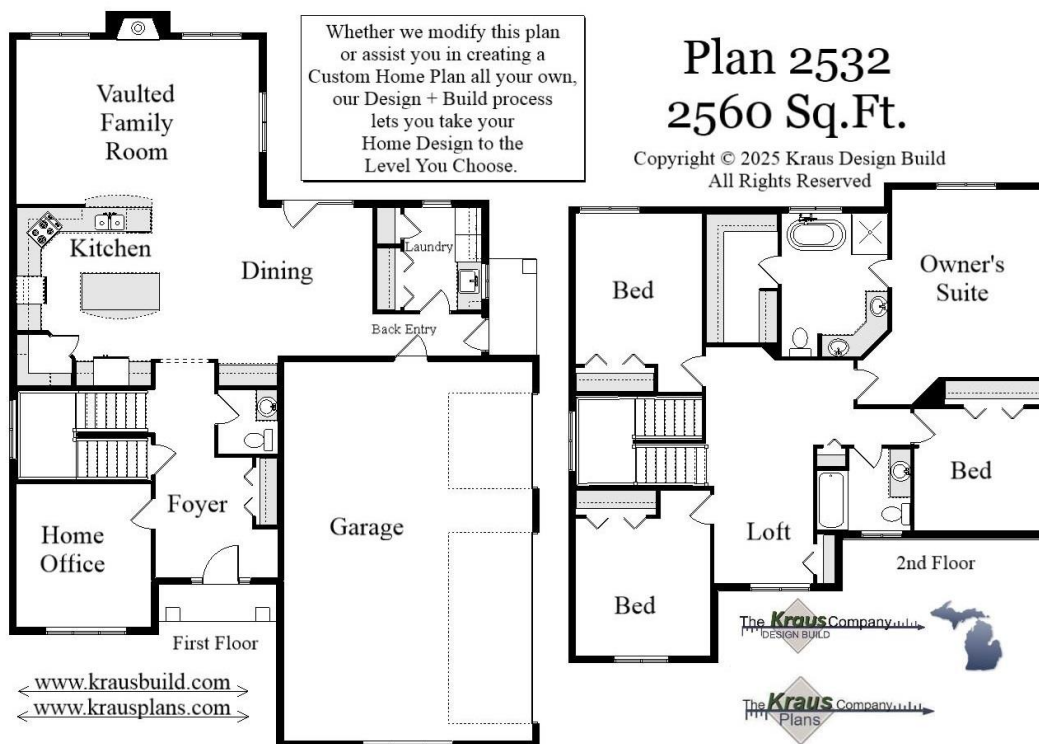 Whether we modify this plan
or assist you in creating a
Custom Home Plan all your own,
our Design + Build process
lets you take your
Home Design to the
Level You Choose.
Plan 2532
2560 Sq.Ft.
Copyright © 2025 Kraus Design Build
All Rights Reserved
Vaulted
Family
Room
Kitchen
Dining
Laundry
Back Entry
Foyer
Home
Office
Garage
First Floor
www.krausbuild.com
www.krausplans.com
Bed
Owner's
Suite
Bed
Loft
Bed
2nd Floor
The Kraus Company
DESIGN BUILD
The Kraus Company
Plans